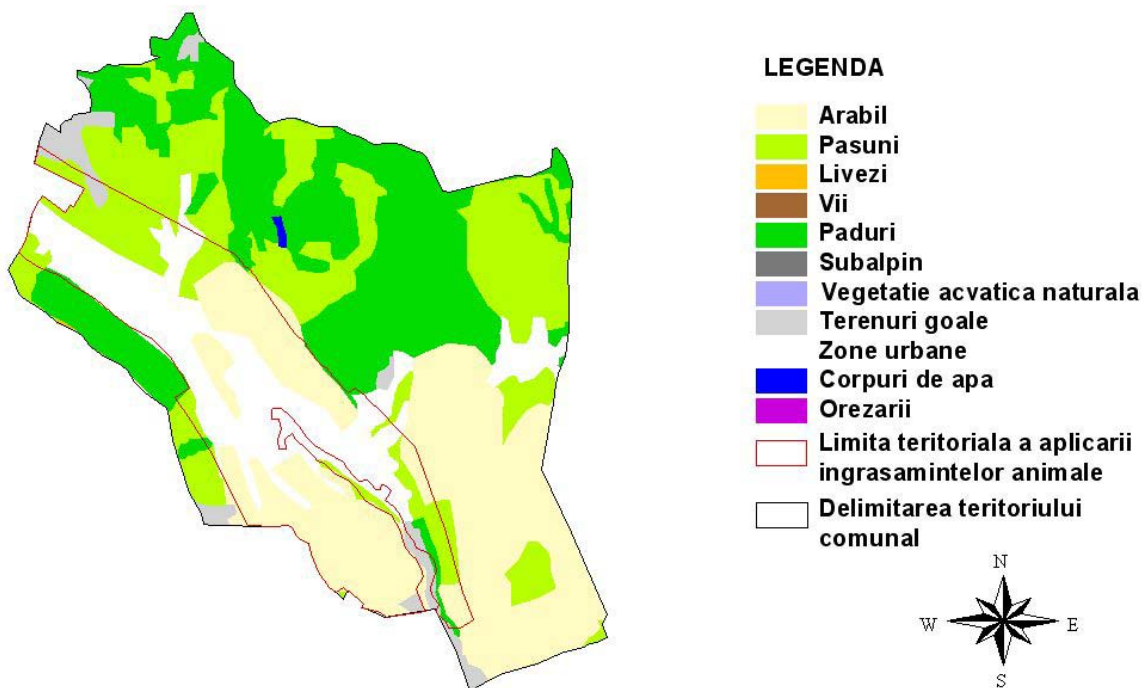 LEGENDA
Arabil
Pasuni
Livezi
Vii
Paduri
Subalpin
Vegetatie acvatica naturala
Terenuri goale
Zone urbane
Corpuri de apa
Orezarii
Limita teritoriala a aplicarii
ingrasamintelor animale
Delimitarea teritoriului
comunal
N
W E
S